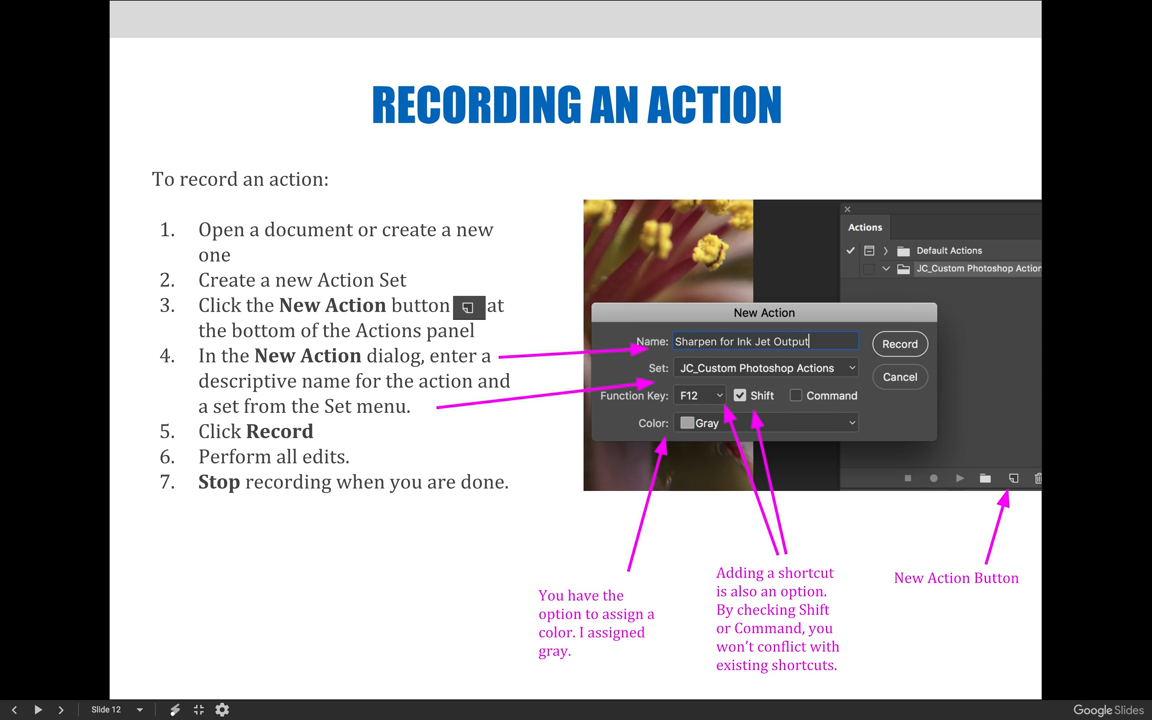 RECORDING AN ACTION
To record an action:
1. Open a document or create a new
one
2. Create a new Action Set
3. Click the New Action button at
the bottom of the Actions panel
4. In the New Action dialog, enter a
descriptive name for the action and
a set from the Set menu.
5. Click Record
6. Perform all edits.
7. Stop recording when you are done.
Actions
Default Actions
JC_Custom Photoshop Action
New Action
Name: Sharpen for Ink Jet Output
Record
Set: JC_Custom Photoshop Actions
Cancel
Function Key: F12 Shift Command
Color: Gray
You have the
option to assign a
color. I assigned
gray.
Adding a shortcut
is also an option.
By checking Shift
or Command, you
won't conflict with
existing shortcuts.
New Action Button
Slide 12
Google Slides